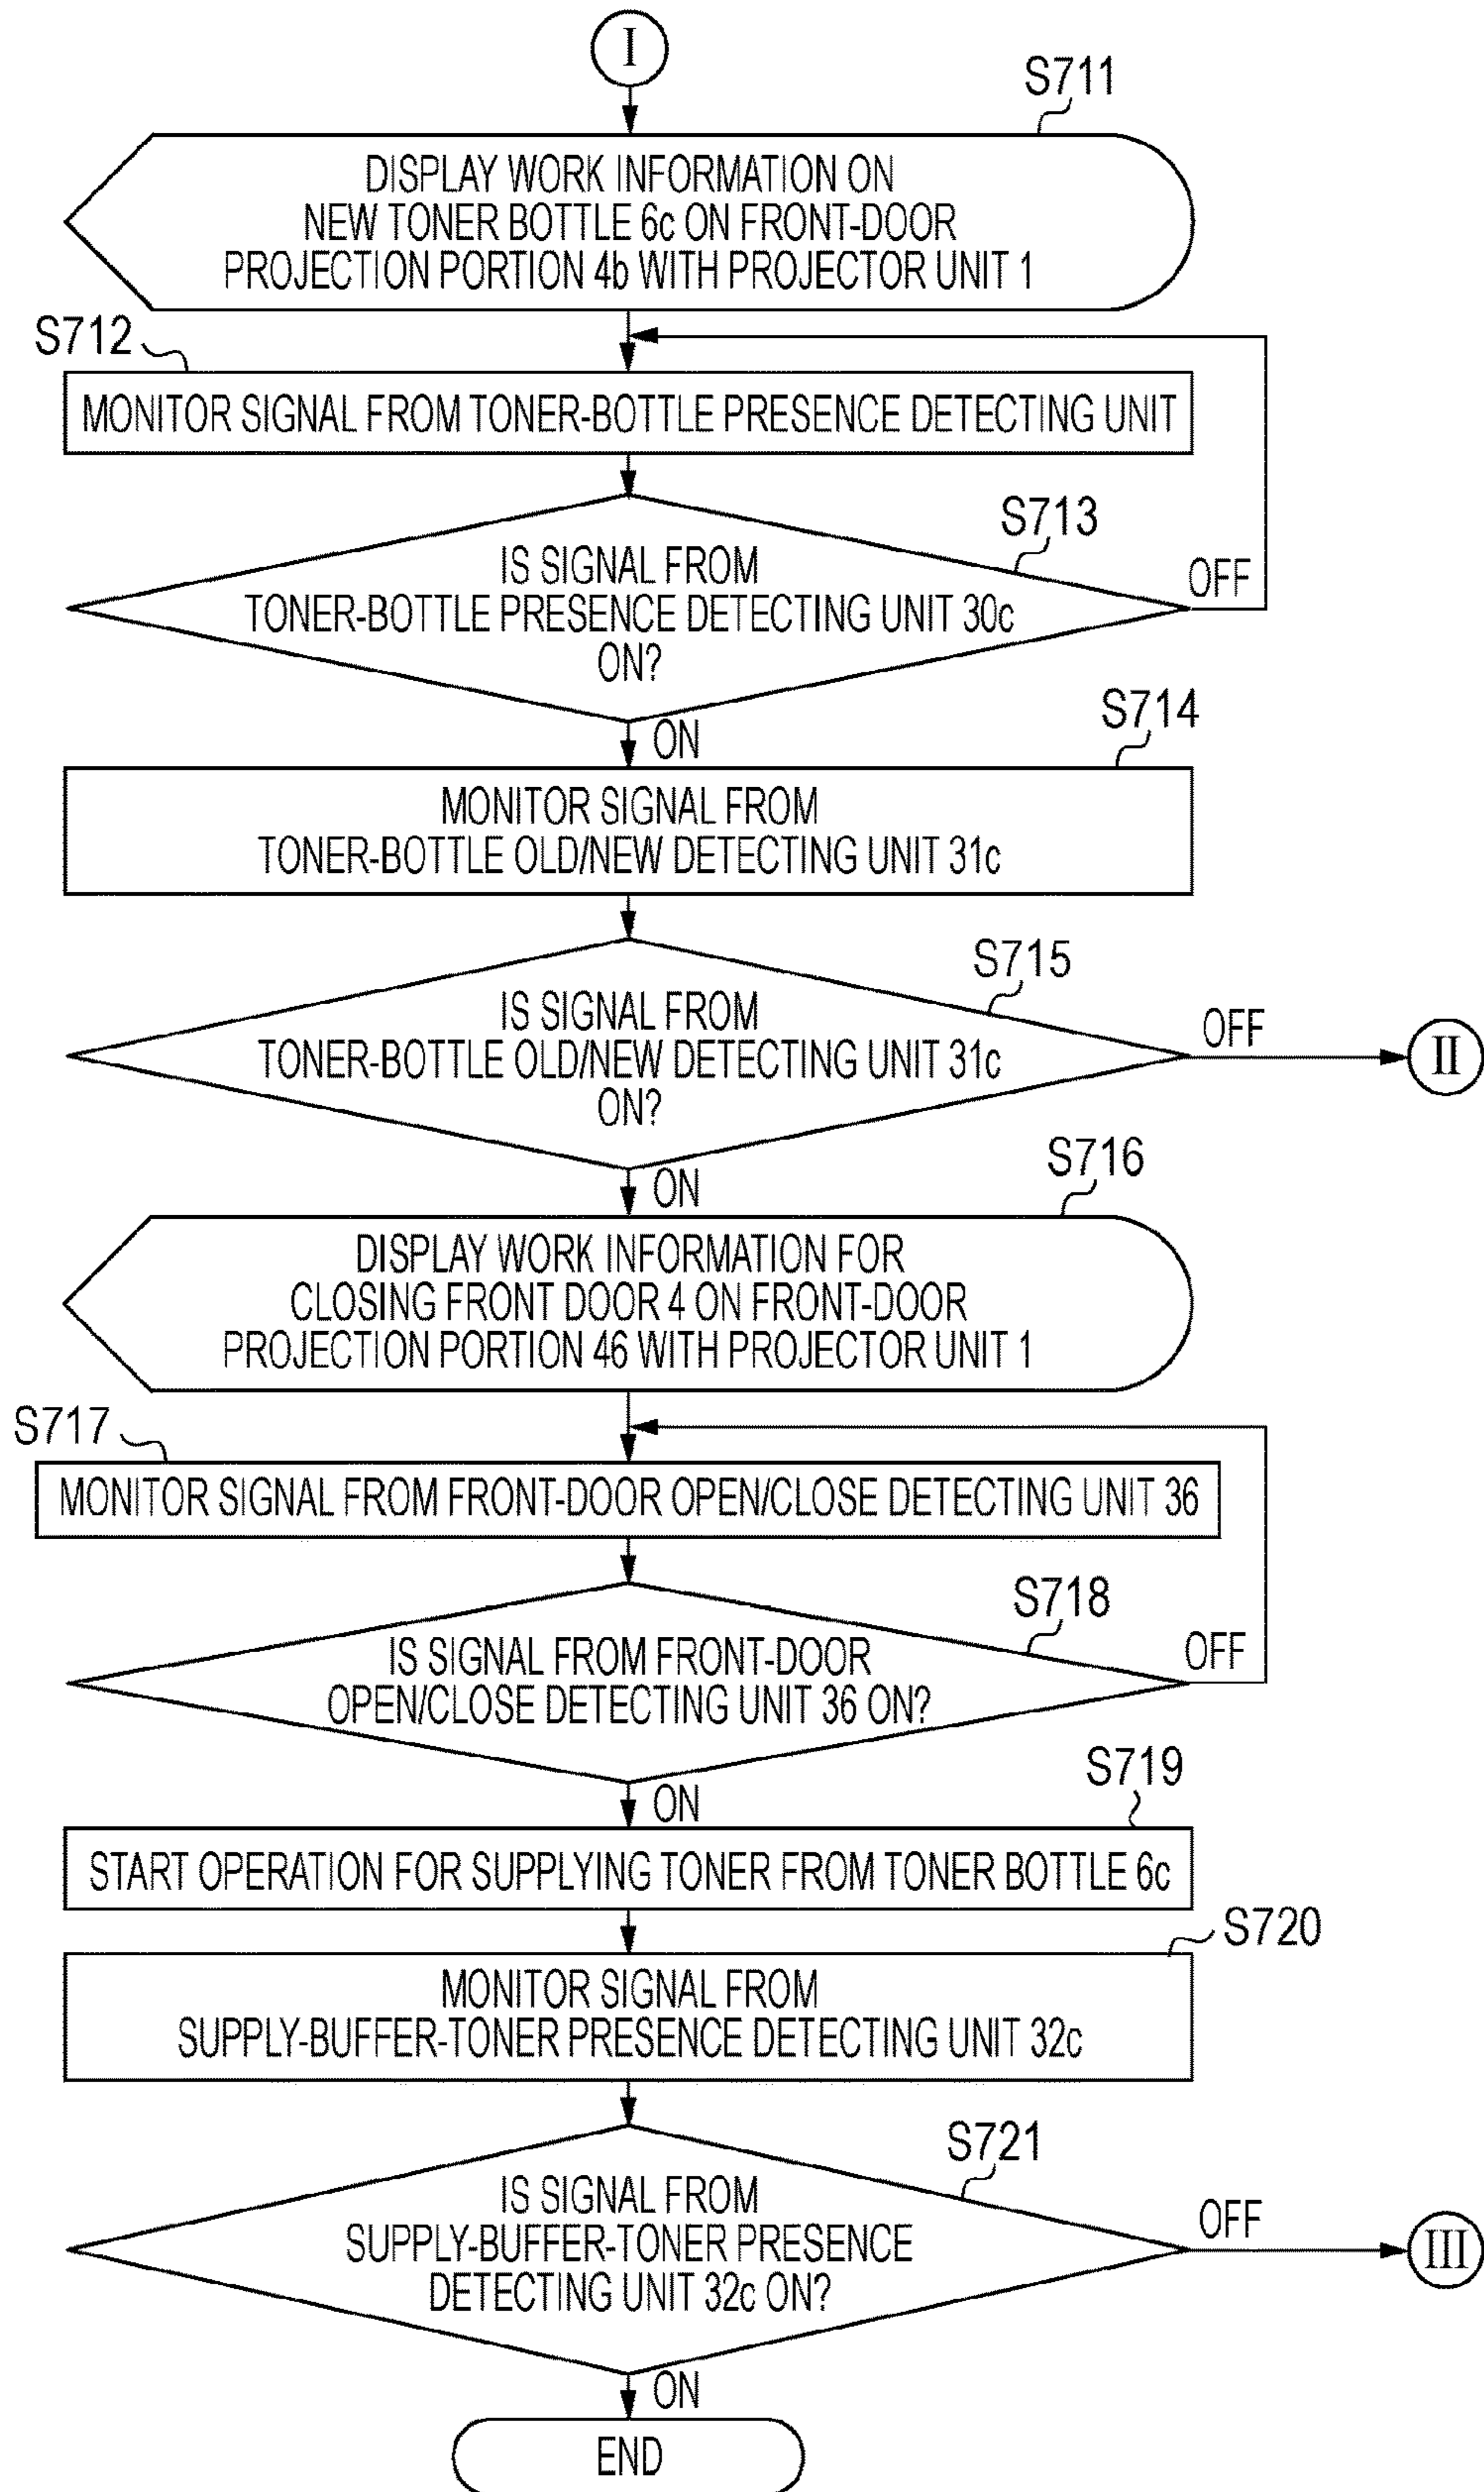 I
S711
DISPLAY WORK INFORMATION ON
NEW TONER BOTTLE 6c ON FRONT-DOOR
PROJECTION PORTION 4b WITH PROJECTOR UNIT 1
S712
MONITOR SIGNAL FROM TONER-BOTTLE PRESENCE DETECTING UNIT
S713
IS SIGNAL FROM
TONER-BOTTLE PRESENCE DETECTING UNIT 30c
ON?
OFF
ON
S714
MONITOR SIGNAL FROM
TONER-BOTTLE OLD/NEW DETECTING UNIT 31c
S715
IS SIGNAL FROM
TONER-BOTTLE OLD/NEW DETECTING UNIT 31c
ON?
OFF
II
ON
S716
DISPLAY WORK INFORMATION FOR
CLOSING FRONT DOOR 4 ON FRONT-DOOR
PROJECTION PORTION 46 WITH PROJECTOR UNIT 1
S717
MONITOR SIGNAL FROM FRONT-DOOR OPEN/CLOSE DETECTING UNIT 36
S718
IS SIGNAL FROM FRONT-DOOR
OPEN/CLOSE DETECTING UNIT 36 ON?
OFF
ON
S719
START OPERATION FOR SUPPLYING TONER FROM TONER BOTTLE 6c
S720
MONITOR SIGNAL FROM
SUPPLY-BUFFER-TONER PRESENCE DETECTING UNIT 32c
S721
IS SIGNAL FROM
SUPPLY-BUFFER-TONER PRESENCE
DETECTING UNIT 32c ON?
OFF
III
ON
END